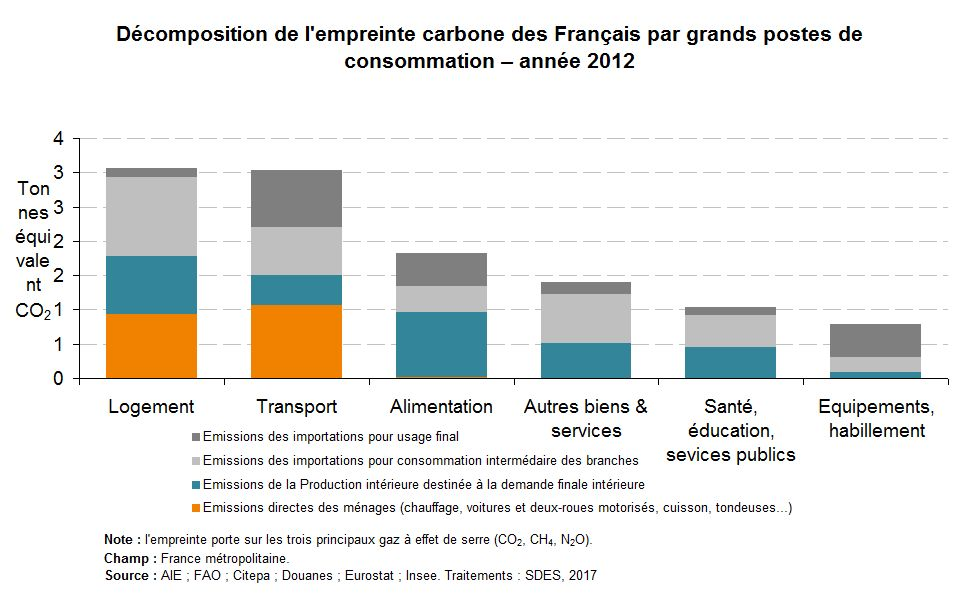 Décomposition de l'empreinte carbone des Français par grands postes de
consommation – année 2012
4
3
3
2
2
1
1
0
Ton
nes
équi
vale
nt
CO2
Logement
Transport
Alimentation
Autres biens &
services
Santé,
éducation,
sevices publics
Equipements,
habillement
Emissions des importations pour usage final
Emissions des importations pour consommation intermédaire des branches
Emissions de la Production intérieure destinée à la demande finale intérieure
Emissions directes des ménages (chauffage, voitures et deux-roues motorisés, cuisson, tondeuses...)
Note : l'empreinte porte sur les trois principaux gaz à effet de serre (CO2, CH4, N2O).
Champ : France métropolitaine.
Source : AIE ; FAO ; Citepa ; Douanes ; Eurostat ; Insee. Traitements : SDES, 2017